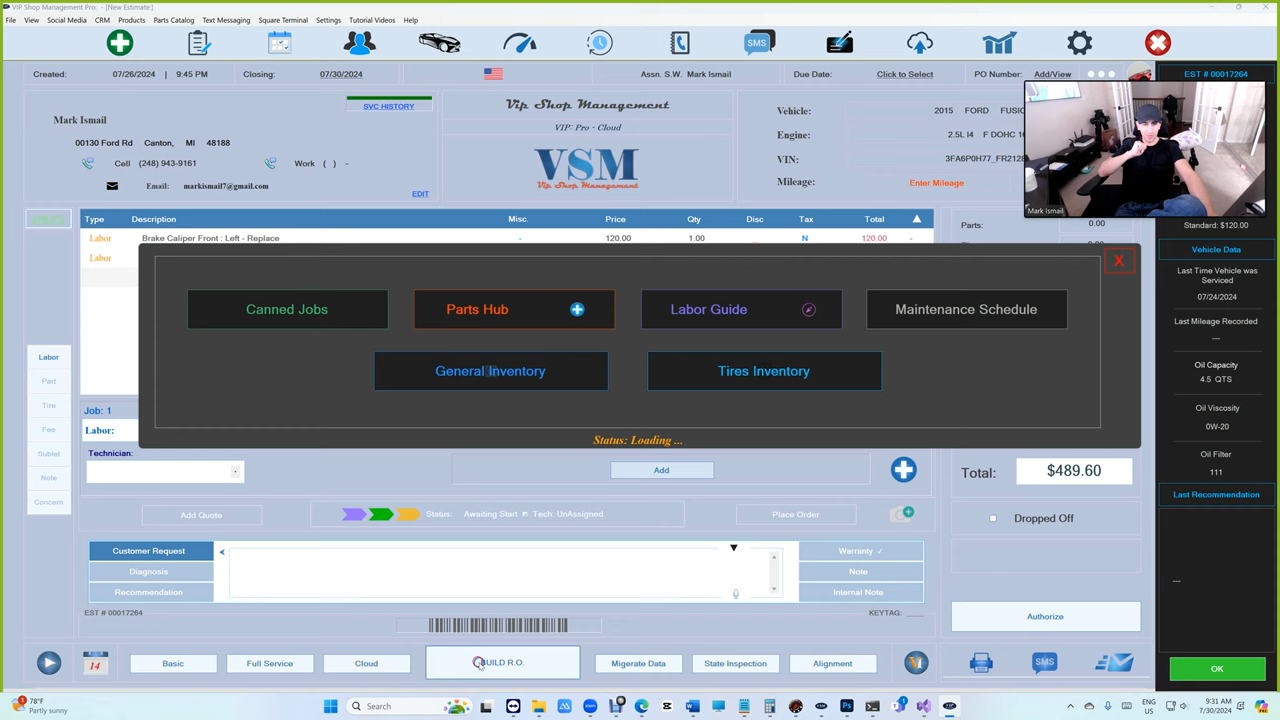 VIP Shop Management Pro: - [New Estimate:]
File View Social Media CRM Products Parts Catalog Text Messaging Square Terminal Settings Tutorial Videos Help
SMS
Created: 07/26/2024 | 9:45 PM Closing: 07/30/2024 Assn. S.W. Mark Ismail Due Date: Click to Select PO Number: Add/View
EST # 00017264
SVC HISTORY
Mark Ismail
00130 Ford Rd Canton, MI 48188
Cell (248) 943-9161 Work ( ) -
Email: markismail7@gmail.com
EDIT
Vip Shop Management
VIP: Pro - Cloud
VSM
Vip Shop Management
Vehicle: 2015 FORD FUSIO
Engine: 2.5L I4 F DOHC 16
VIN: 3FA6P0H77_FR2128
Mileage: Enter Mileage
Mark Ismail
Type Description Misc. Price Qty Disc Tax Total
Labor Brake Caliper Front : Left - Replace - 120.00 1.00 N 120.00 -
Labor
Parts: 0.00
Standard: $120.00
Vehicle Data
Last Time Vehicle was
Serviced
07/24/2024
Last Mileage Recorded
---
Oil Capacity
4.5 QTS
Oil Viscosity
0W-20
Oil Filter
111
Last Recommendation
---
OK
X
Canned Jobs Parts Hub Labor Guide Maintenance Schedule
General Inventory Tires Inventory
Status: Loading ...
Labor
Part
Tire
Fee
Sublet
Note
Concern
Job: 1
Labor:
Technician:
Add
Total: $489.60
Dropped Off
Add Quote Status: Awaiting Start Tech: UnAssigned Place Order
Customer Request
Diagnosis
Recommendation
Warranty ✓
Note
Internal Note
Authorize
EST # 00017264 KEYTAG: ____
14 Basic Full Service Cloud BUILD R.O. Migerate Data State Inspection Alignment SMS
78°F
Partly sunny
Search
ENG
US
9:31 AM
7/30/2024